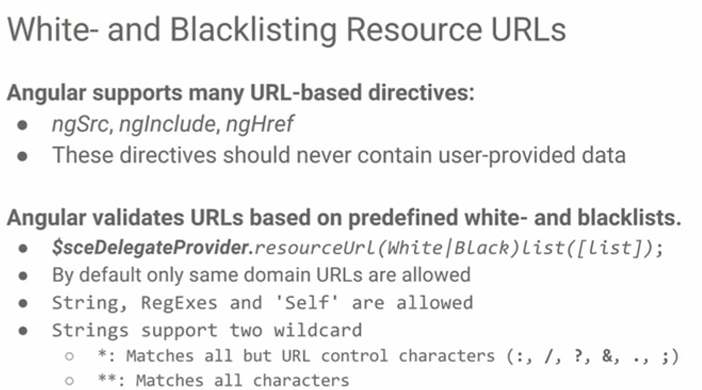 White- and Blacklisting Resource URLs
Angular supports many URL-based directives:
● ngSrc, ngInclude, ngHref
● These directives should never contain user-provided data
Angular validates URLs based on predefined white- and blacklists.
● $sceDelegateProvider.resourceUrl(White|Black)list([list]);
● By default only same domain URLs are allowed
● String, RegExes and 'Self' are allowed
● Strings support two wildcard
○ *: Matches all but URL control characters (:, /, ?, &, ., ;)
○ **: Matches all characters